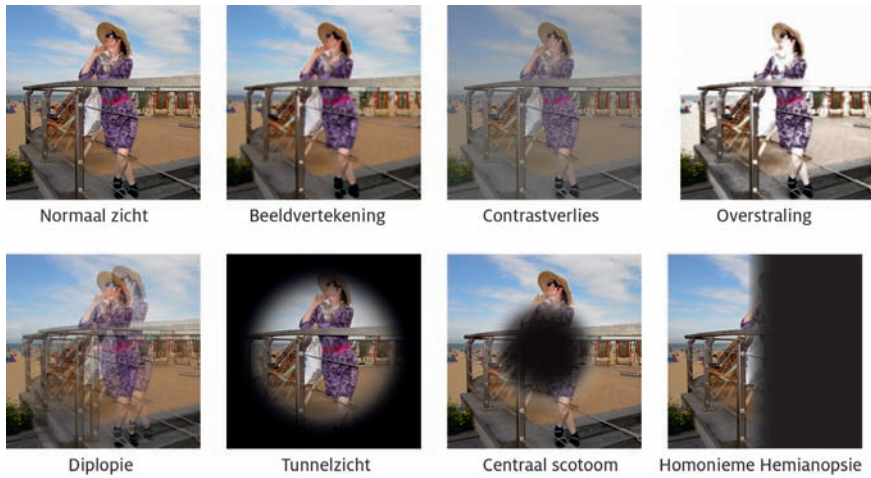 Normaal zicht
Beeldvertekening
Contrastverlies
Overstraling
Diplopie
Tunnelzicht
Centraal scotoom
Homonieme Hemianopsie